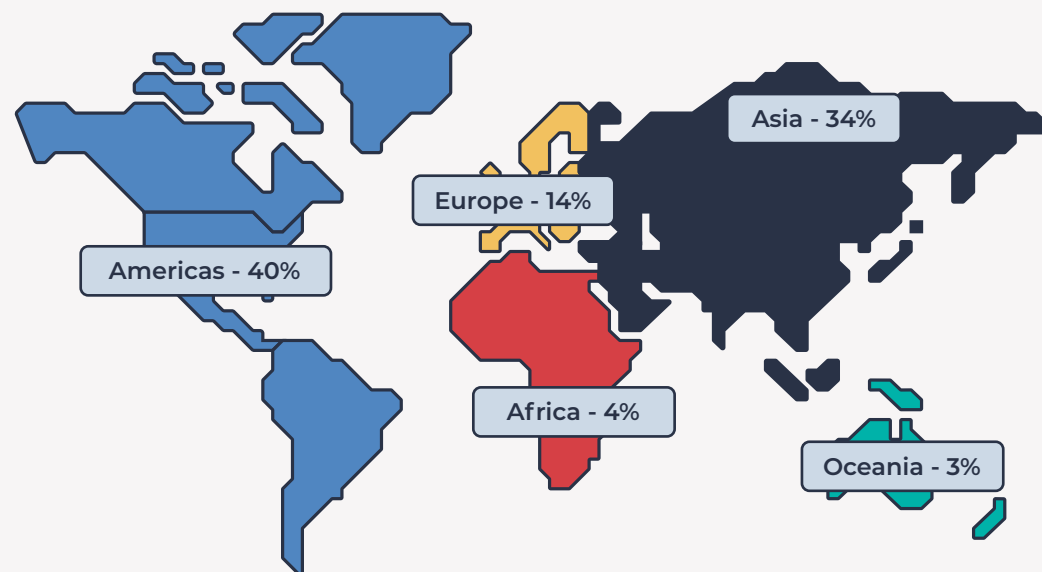 Asia - 34%
Europe - 14%
Americas - 40%
Africa - 4%
Oceania - 3%